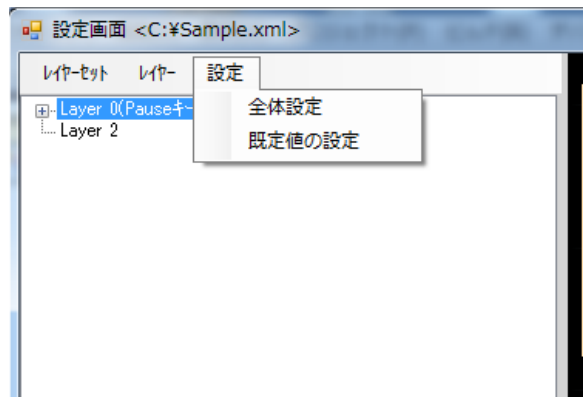 設定画面 <C:¥Sample.xml>
ﾚｲﾔｰｾｯﾄ ﾚｲﾔｰ 設定
全体設定
既定値の設定
Layer 0(Pauseｷｰ
Layer 2